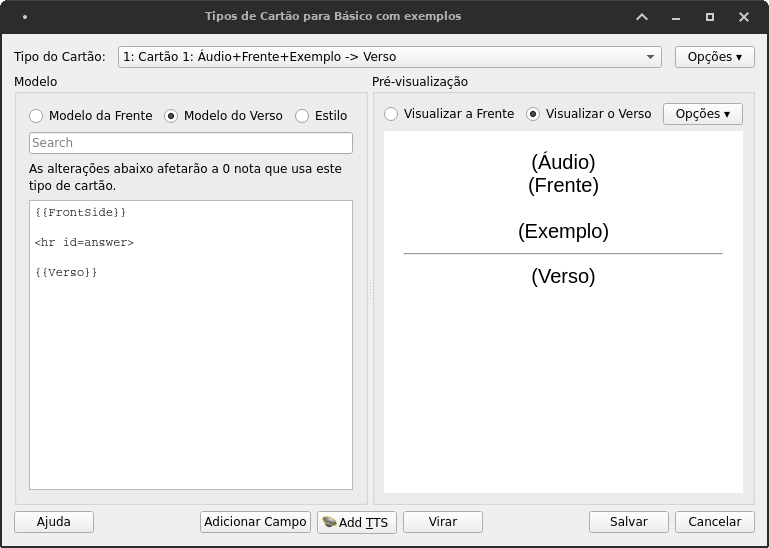 Tipos de Cartão para Básico com exemplos
Tipo do Cartão:
1: Cartão 1: Áudio+Frente+Exemplo -> Verso
Opções ▾
Modelo
Modelo da Frente
Modelo do Verso
Estilo
Search
As alterações abaixo afetarão a 0 nota que usa este
tipo de cartão.
{{FrontSide}}
<hr id=answer>
{{Verso}}
Pré-visualização
Visualizar a Frente
Visualizar o Verso
Opções ▾
(Áudio)
(Frente)
(Exemplo)
(Verso)
Ajuda
Adicionar Campo
Add TTS
Virar
Salvar
Cancelar